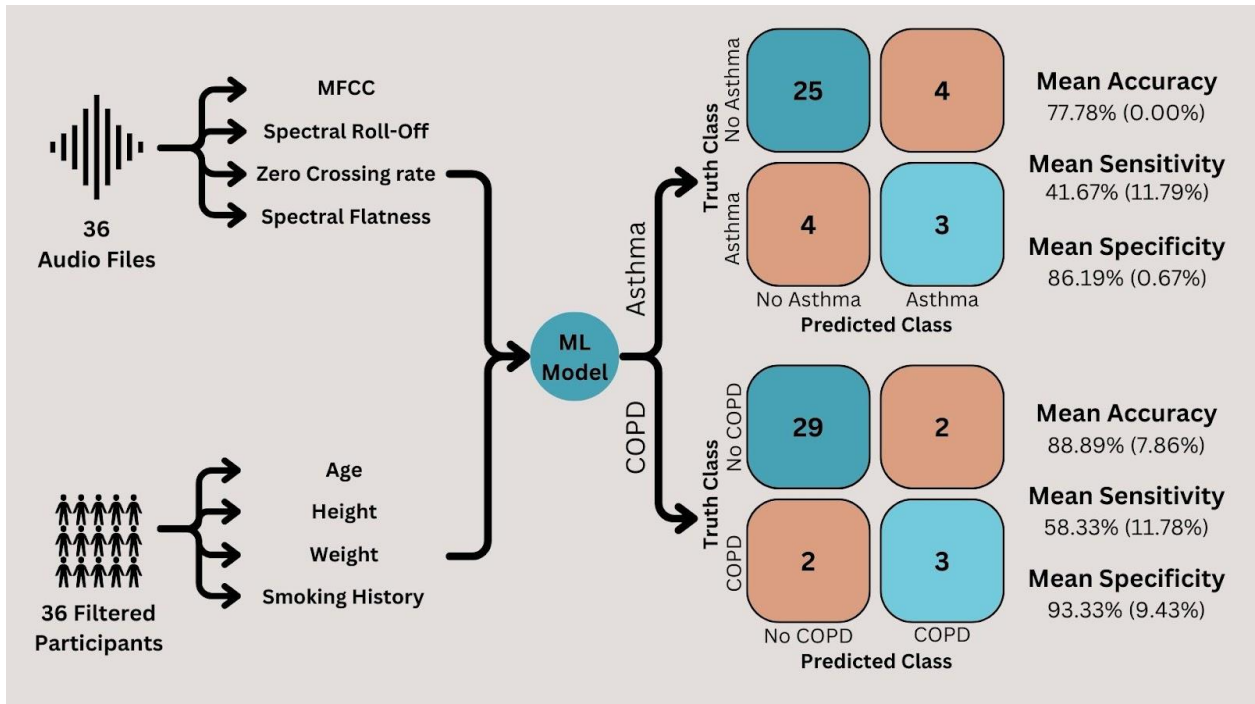 36
Audio Files
MFCC
Spectral Roll-Off
Zero Crossing rate
Spectral Flatness
36 Filtered
Participants
Age
Height
Weight
Smoking History
ML
Model
Asthma
COPD
Truth Class
No Asthma
Asthma
25
4
4
3
No Asthma
Asthma
Predicted Class
Mean Accuracy
77.78% (0.00%)
Mean Sensitivity
41.67% (11.79%)
Mean Specificity
86.19% (0.67%)
Truth Class
No COPD
COPD
29
2
2
3
No COPD
COPD
Predicted Class
Mean Accuracy
88.89% (7.86%)
Mean Sensitivity
58.33% (11.78%)
Mean Specificity
93.33% (9.43%)